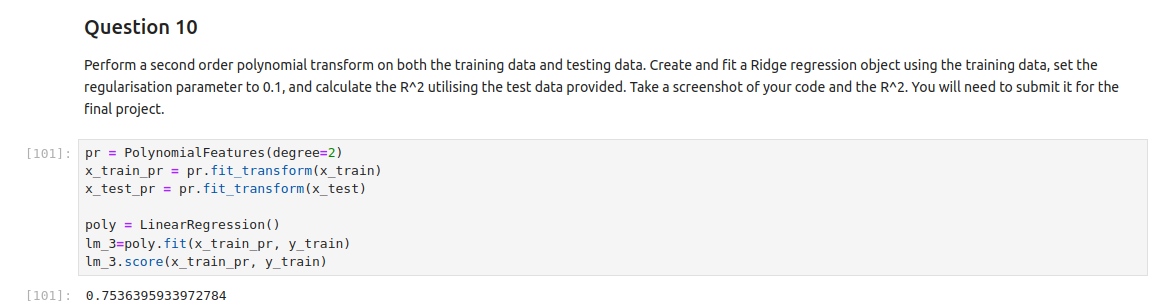 Question 10
Perform a second order polynomial transform on both the training data and testing data. Create and fit a Ridge regression object using the training data, set the
regularisation parameter to 0.1, and calculate the R^2 utilising the test data provided. Take a screenshot of your code and the R^2. You will need to submit it for the
final project.
[101]: pr = PolynomialFeatures(degree=2)
x_train_pr = pr.fit_transform(x_train)
x_test_pr = pr.fit_transform(x_test)
poly = LinearRegression()
lm_3=poly.fit(x_train_pr, y_train)
lm_3.score(x_train_pr, y_train)
[101]: 0.7536395933972784